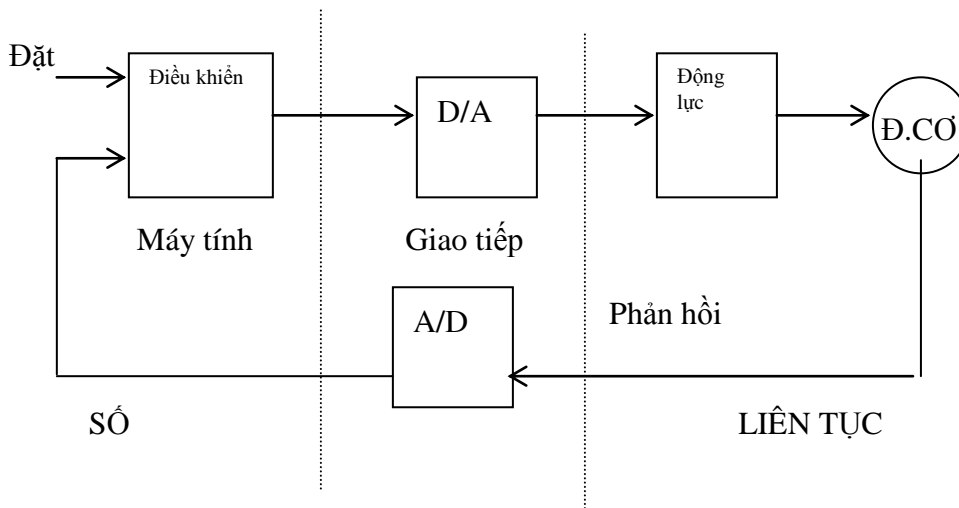 Đặt
Điều khiển
D/A
Động
lực
Đ.CƠ
Máy tính
Giao tiếp
A/D
Phản hồi
SỐ
LIÊN TỤC